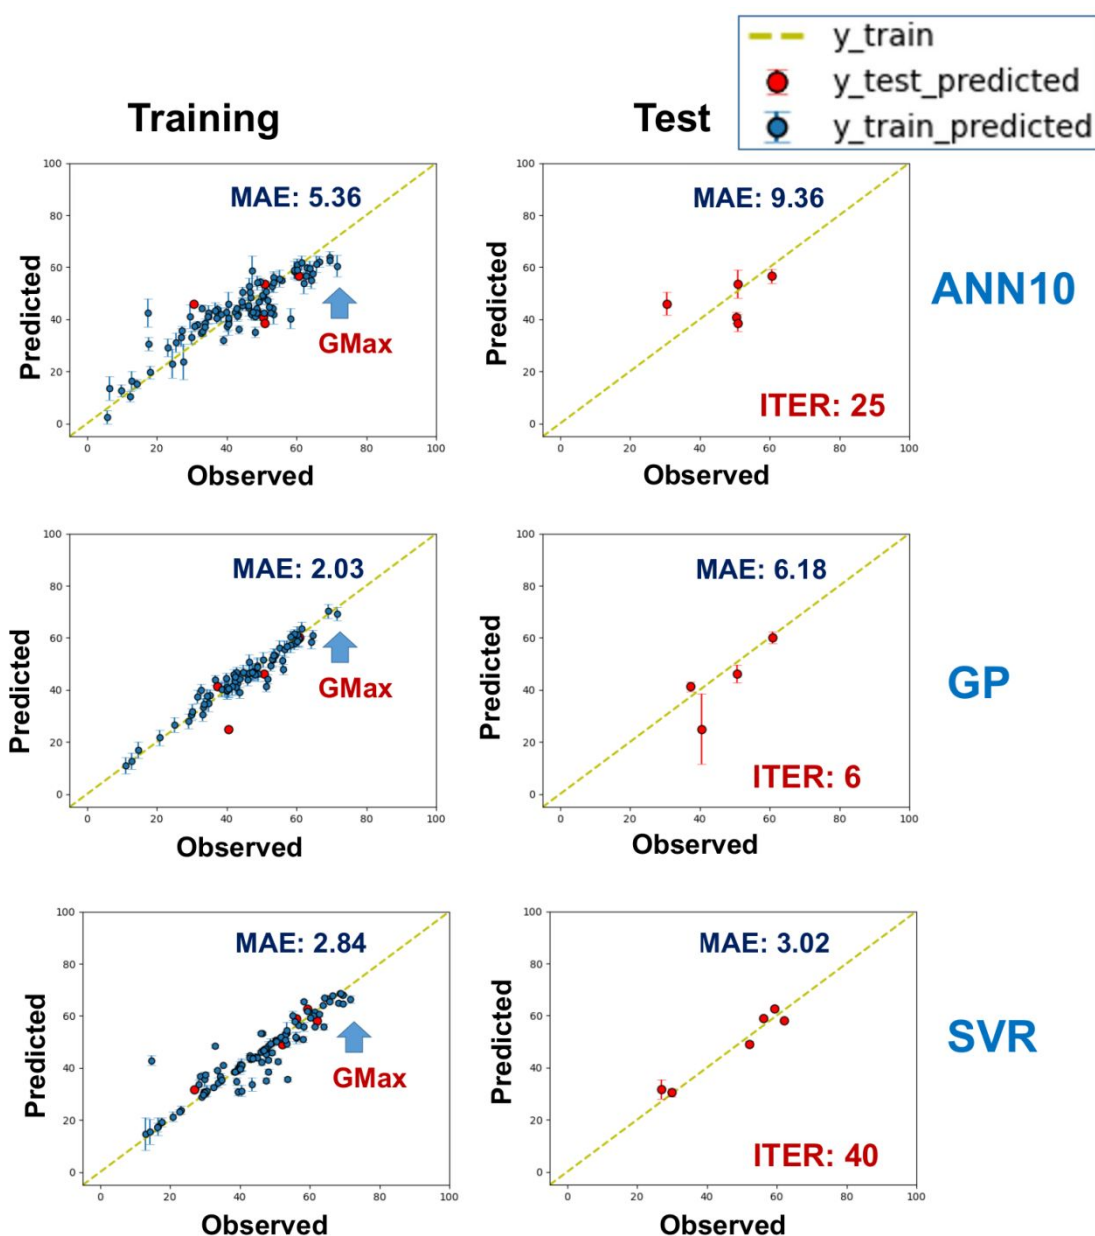 y_train
y_test_predicted
y_train_predicted
Training
Test
100
80
60
40
20
0
MAE: 5.36
GMax
Predicted
0 20 40 60 80 100
Observed
100
80
60
40
20
0
MAE: 9.36
ITER: 25
Predicted
0 20 40 60 80 100
Observed
ANN10
100
80
60
40
20
0
MAE: 2.03
GMax
Predicted
0 20 40 60 80 100
Observed
100
80
60
40
20
0
MAE: 6.18
ITER: 6
Predicted
0 20 40 60 80 100
Observed
GP
100
80
60
40
20
0
MAE: 2.84
GMax
Predicted
0 20 40 60 80 100
Observed
100
80
60
40
20
0
MAE: 3.02
ITER: 40
Predicted
0 20 40 60 80 100
Observed
SVR